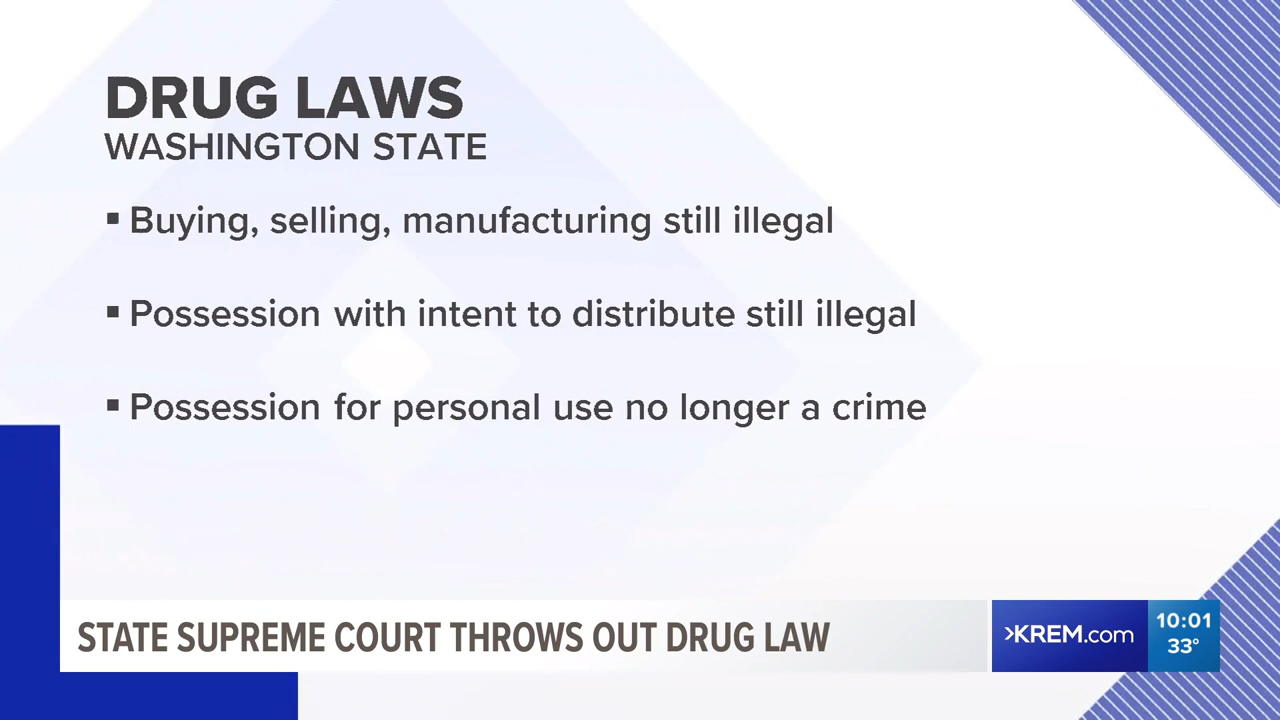 DRUG LAWS
WASHINGTON STATE
▪ Buying, selling, manufacturing still illegal
▪ Possession with intent to distribute still illegal
▪ Possession for personal use no longer a crime
STATE SUPREME COURT THROWS OUT DRUG LAW
KREM.com
10:01
33°